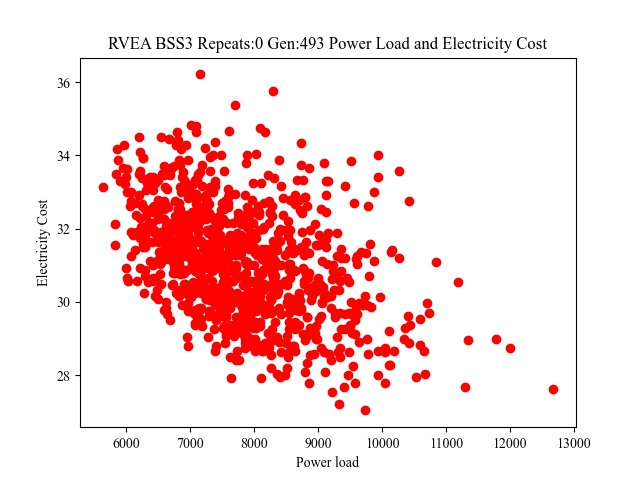 RVEA BSS3 Repeats:0 Gen:493 Power Load and Electricity Cost
36
34
32
30
28
Electricity Cost
6000 7000 8000 9000 10000 11000 12000 13000
Power load